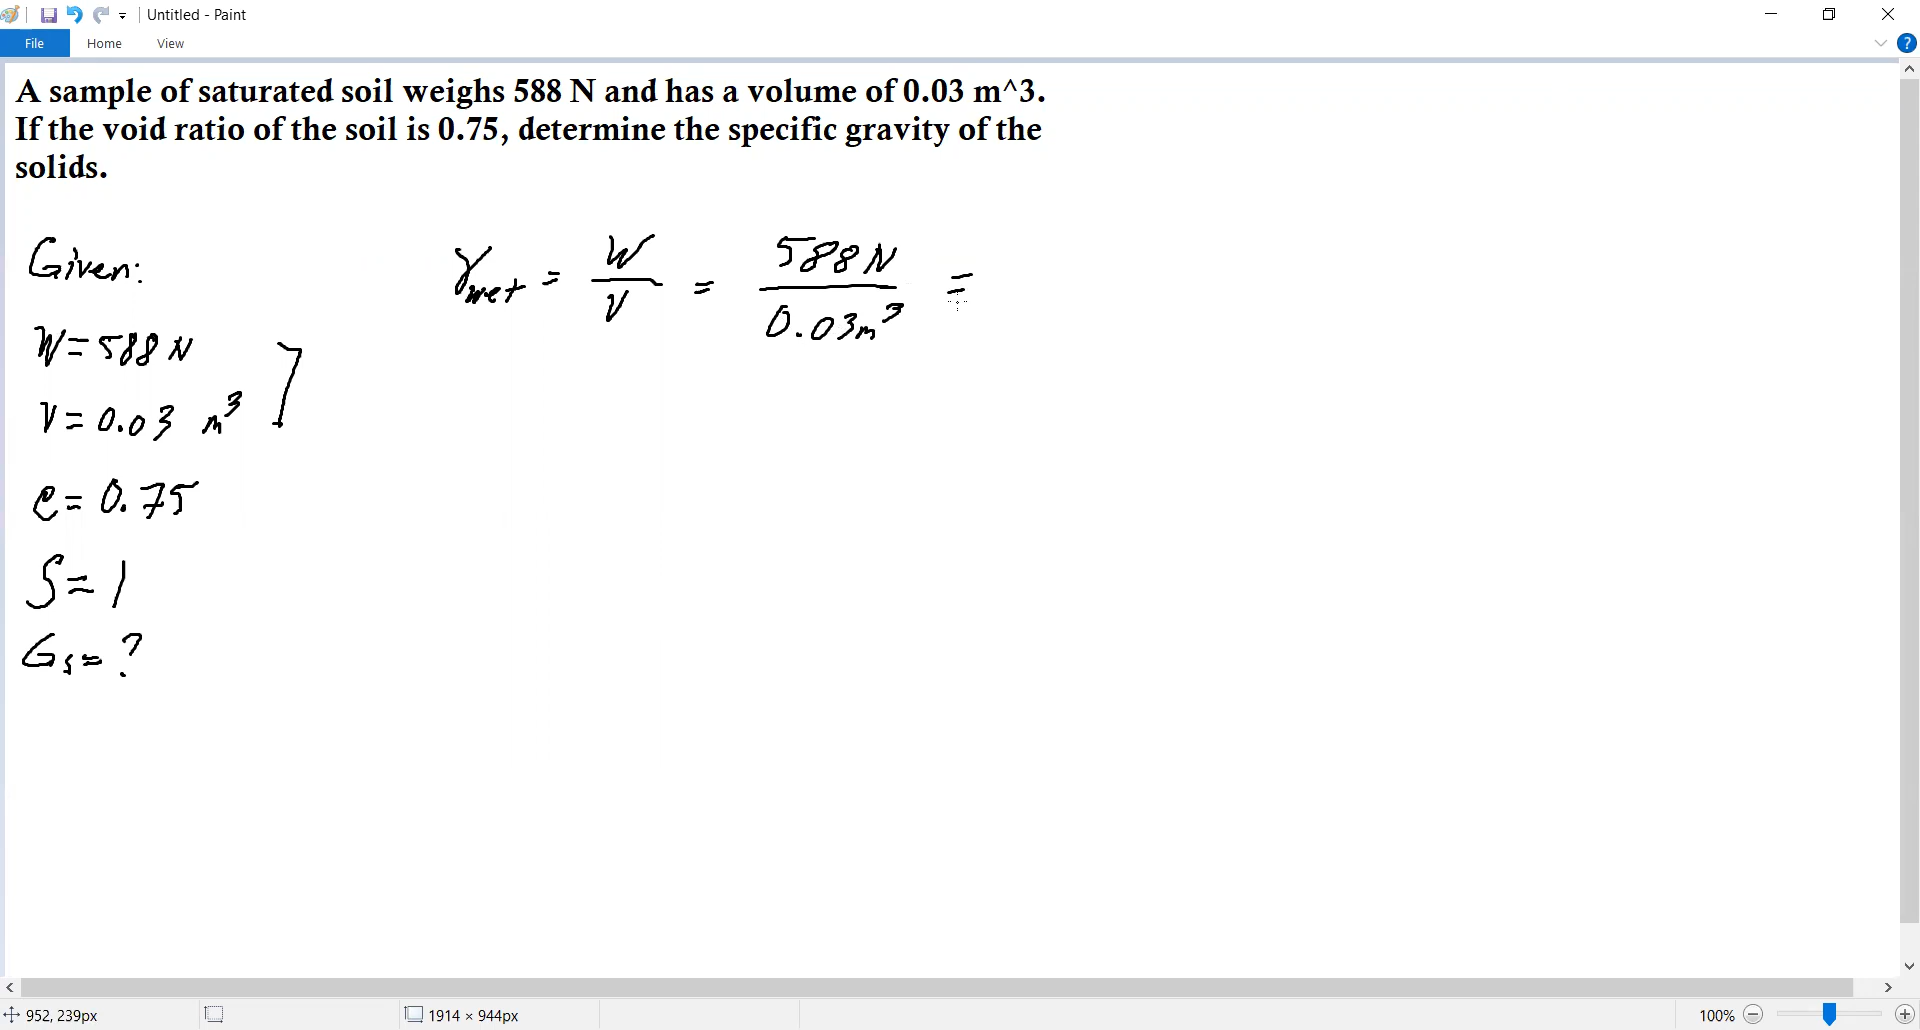 Untitled - Paint
File Home View
A sample of saturated soil weighs 588 N and has a volume of 0.03 m^3.
If the void ratio of the soil is 0.75, determine the specific gravity of the
solids.
Given:
γwet = W/V = 588 N/0.03 m³ =
W = 588 N
V = 0.03 m³
e = 0.75
S = 1
Gs = ?
952, 239px 1914 × 944px 100%